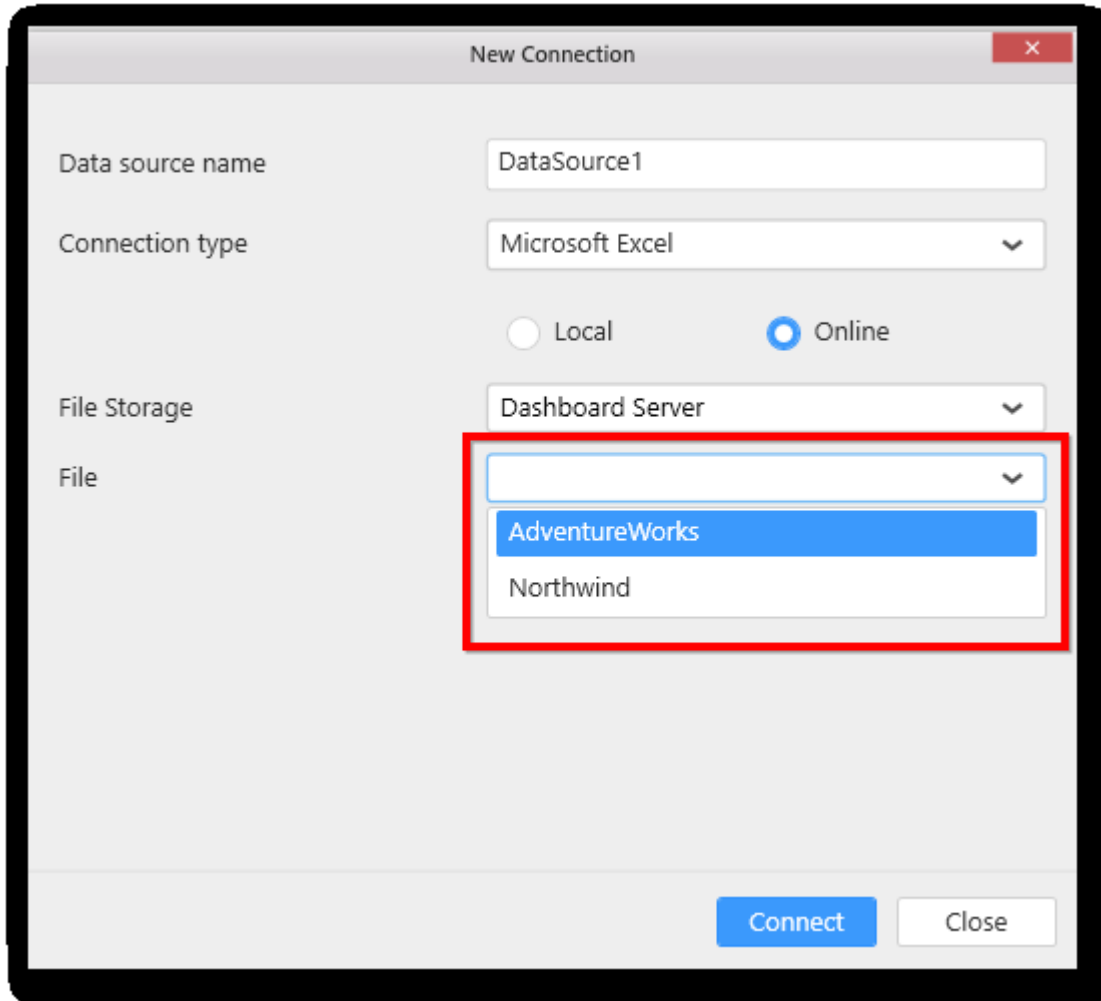 New Connection
Data source name
DataSource1
Connection type
Microsoft Excel
Local
Online
File Storage
Dashboard Server
File
AdventureWorks
Northwind
Connect
Close